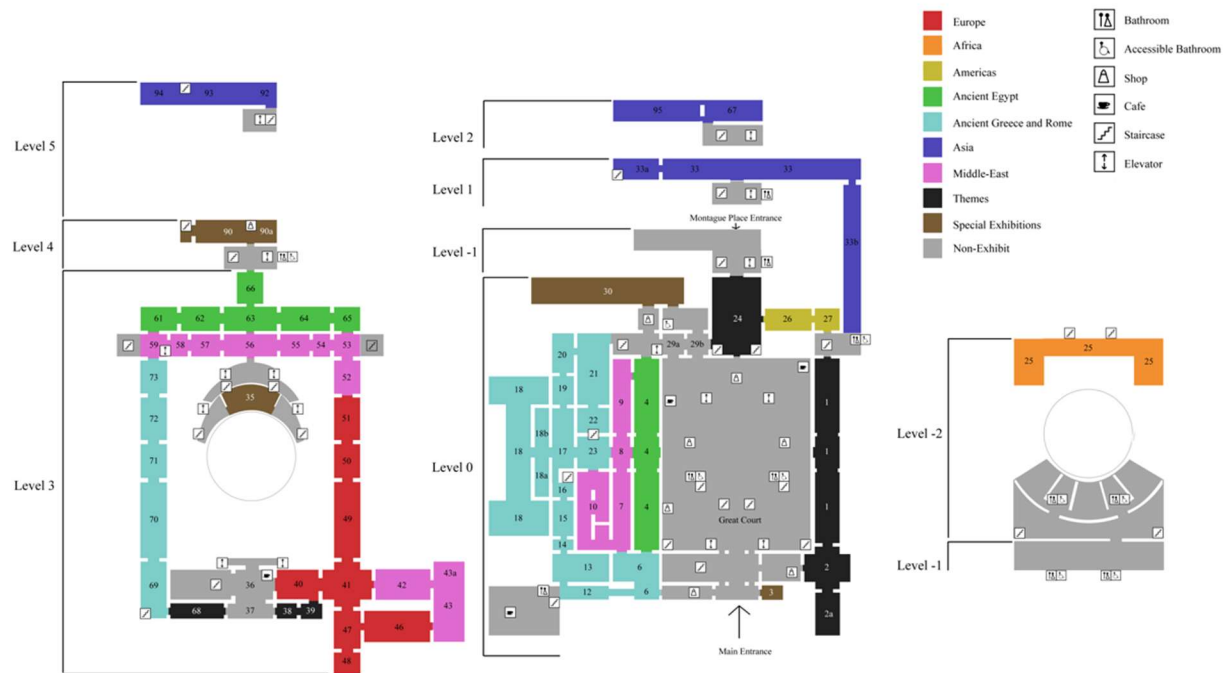 Europe
Africa
Americas
Ancient Egypt
Ancient Greece and Rome
Asia
Middle-East
Themes
Special Exhibitions
Non-Exhibit
Bathroom
Accessible Bathroom
Shop
Cafe
Staircase
Elevator
Level 5
94 93 92
Level 4
90 90a
Level 3
66
61 62 63 64 65
59 58 57 56 55 54 53
73 52
35
72 51
71 50
70 49
69 36 40 41 42 43a
68 37 38 39 43
47 46
48
Level 2
95 67
Level 1
33a 33 33
33b
Montague Place Entrance
Level -1
Level 0
30
24 26 27
29a 29b
20 21
18 19 9 4 1
18b 22
18 17 23 8 4 1
18a
16
18 15 10 7 4 1
14
Great Court
13 6 2
12 6 3
2a
Main Entrance
Level -2
25
25 25
Level -1